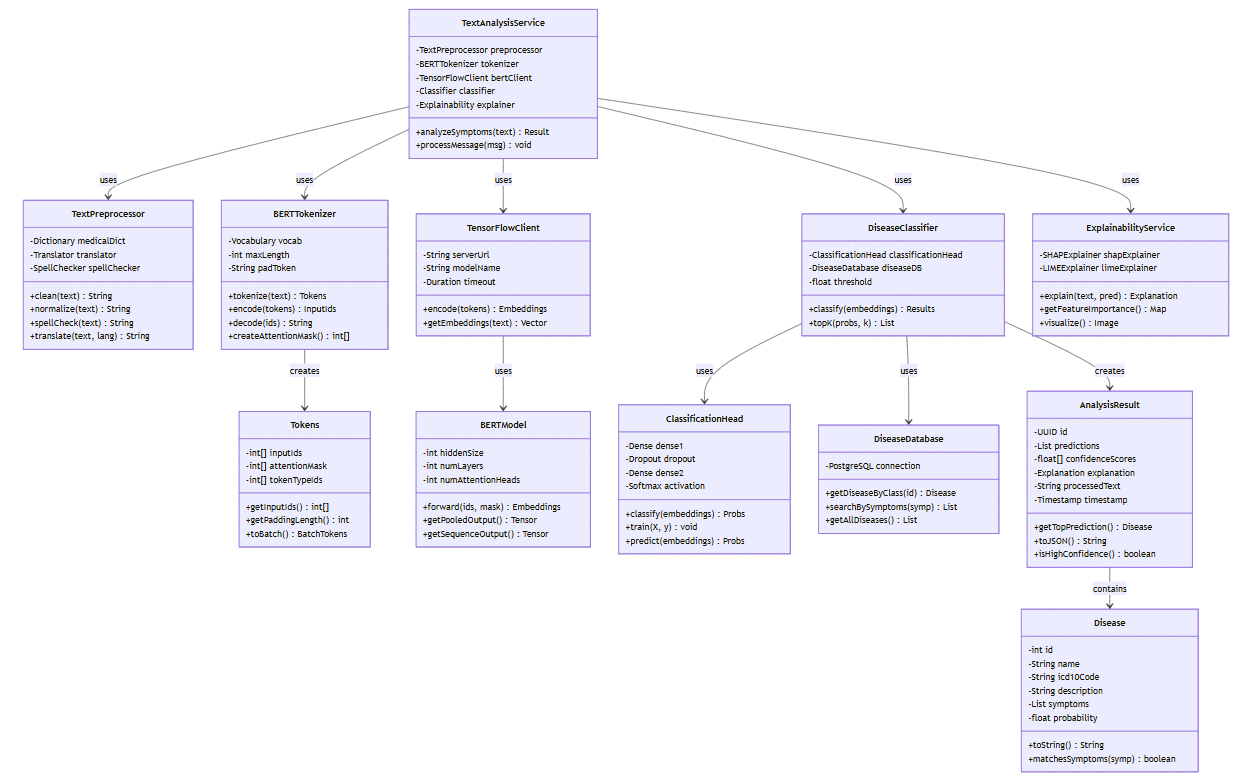 TextAnalysisService
-TextPreprocessor preprocessor
-BERTTokenizer tokenizer
-TensorFlowClient bertClient
-Classifier classifier
-Explainability explainer
+analyzeSymptoms(text) : Result
+processMessage(msg) : void
uses
uses
uses
uses
uses
TextPreprocessor
-Dictionary medicalDict
-Translator translator
-SpellChecker spellChecker
+clean(text) : String
+normalize(text) : String
+spellCheck(text) : String
+translate(text, lang) : String
BERTTokenizer
-Vocabulary vocab
-int maxLength
-String padToken
+tokenize(text) : Tokens
+encode(tokens) : InputIds
+decode(ids) : String
+createAttentionMask() : int[]
TensorFlowClient
-String serverUrl
-String modelName
-Duration timeout
+encode(tokens) : Embeddings
+getEmbeddings(text) : Vector
DiseaseClassifier
-ClassificationHead classificationHead
-DiseaseDatabase diseaseDB
-float threshold
+classify(embeddings) : Results
+topK(probs, k) : List
ExplainabilityService
-SHAPExplainer shapExplainer
-LIMEExplainer limeExplainer
+explain(text, pred) : Explanation
+getFeatureImportance() : Map
+visualize() : Image
creates
uses
uses
uses
creates
Tokens
-int[] inputIds
-int[] attentionMask
-int[] tokenTypeIds
+getInputIds() : int[]
+getPaddingLength() : int
+toBatch() : BatchTokens
BERTModel
-int hiddenSize
-int numLayers
-int numAttentionHeads
+forward(ids, mask) : Embeddings
+getPooledOutput() : Tensor
+getSequenceOutput() : Tensor
ClassificationHead
-Dense dense1
-Dropout dropout
-Dense dense2
-Softmax activation
+classify(embeddings) : Probs
+train(X, y) : void
+predict(embeddings) : Probs
DiseaseDatabase
-PostgreSQL connection
+getDiseaseByClass(id) : Disease
+searchBySymptoms(symp) : List
+getAllDiseases() : List
AnalysisResult
-UUID id
-List predictions
-float[] confidenceScores
-Explanation explanation
-String processedText
-Timestamp timestamp
+getTopPrediction() : Disease
+toJSON() : String
+isHighConfidence() : boolean
contains
Disease
-int id
-String name
-String icd10Code
-String description
-List symptoms
-float probability
+toString() : String
+matchesSymptoms(symp) : boolean